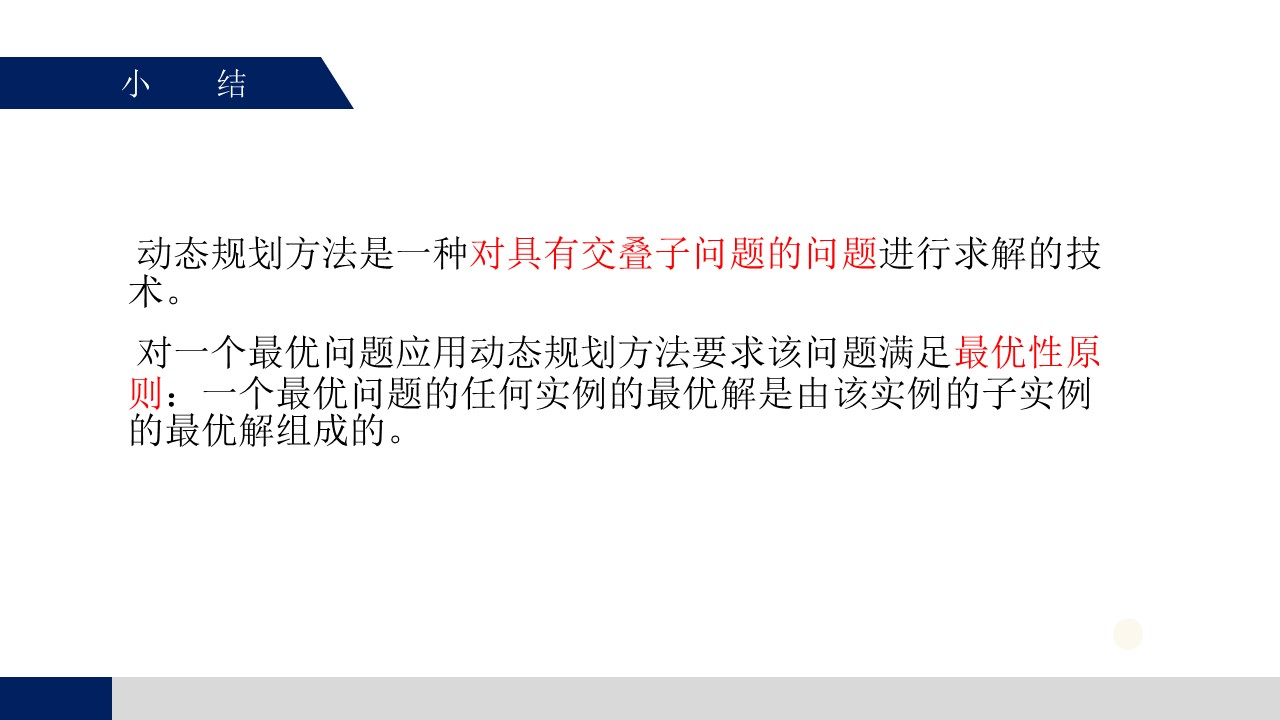 小 结
动态规划方法是一种对具有交叠子问题的问题进行求解的技
术。
对一个最优问题应用动态规划方法要求该问题满足最优性原
则：一个最优问题的任何实例的最优解是由该实例的子实例
的最优解组成的。